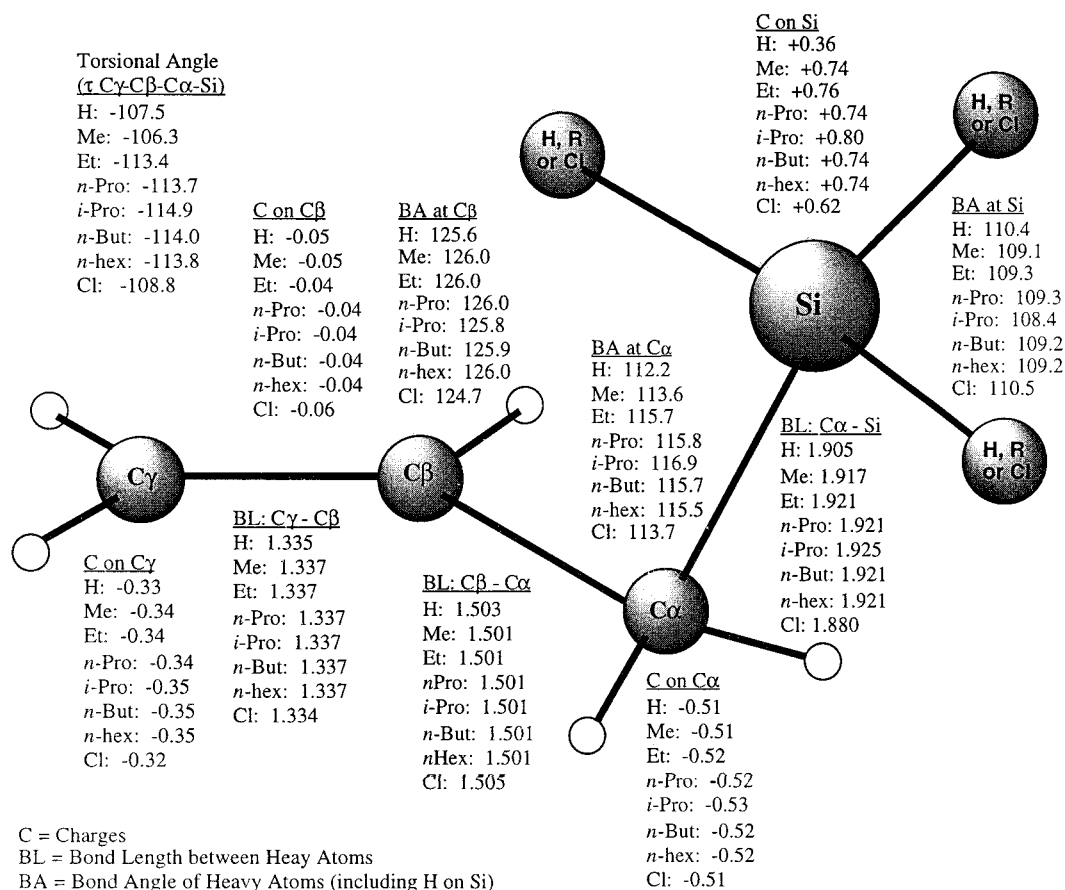 Torsional Angle
(τ Cγ-Cβ-Cα-Si)
H: -107.5
Me: -106.3
Et: -113.4
n-Pro: -113.7
i-Pro: -114.9
n-But: -114.0
n-hex: -113.8
Cl: -108.8
C on Cβ
H: -0.05
Me: -0.05
Et: -0.04
n-Pro: -0.04
i-Pro: -0.04
n-But: -0.04
n-hex: -0.04
Cl: -0.06
BA at Cβ
H: 125.6
Me: 126.0
Et: 126.0
n-Pro: 126.0
i-Pro: 125.8
n-But: 125.9
n-hex: 126.0
Cl: 124.7
C on Si
H: +0.36
Me: +0.74
Et: +0.76
n-Pro: +0.74
i-Pro: +0.80
n-But: +0.74
n-hex: +0.74
Cl: +0.62
H, R
or Cl
H, R
or Cl
Si
BA at Si
H: 110.4
Me: 109.1
Et: 109.3
n-Pro: 109.3
i-Pro: 108.4
n-But: 109.2
n-hex: 109.2
Cl: 110.5
H, R
or Cl
BA at Cα
H: 112.2
Me: 113.6
Et: 115.7
n-Pro: 115.8
i-Pro: 116.9
n-But: 115.7
n-hex: 115.5
Cl: 113.7
BL: Cα - Si
H: 1.905
Me: 1.917
Et: 1.921
n-Pro: 1.921
i-Pro: 1.925
n-But: 1.921
n-hex: 1.921
Cl: 1.880
Cγ
Cβ
Cα
C on Cγ
H: -0.33
Me: -0.34
Et: -0.34
n-Pro: -0.34
i-Pro: -0.35
n-But: -0.35
n-hex: -0.35
Cl: -0.32
BL: Cγ - Cβ
H: 1.335
Me: 1.337
Et: 1.337
n-Pro: 1.337
i-Pro: 1.337
n-But: 1.337
n-hex: 1.337
Cl: 1.334
BL: Cβ - Cα
H: 1.503
Me: 1.501
Et: 1.501
nPro: 1.501
i-Pro: 1.501
n-But: 1.501
nHex: 1.501
Cl: 1.505
C on Cα
H: -0.51
Me: -0.51
Et: -0.52
n-Pro: -0.52
i-Pro: -0.53
n-But: -0.52
n-hex: -0.52
Cl: -0.51
C = Charges
BL = Bond Length between Heay Atoms
BA = Bond Angle of Heavy Atoms (including H on Si)